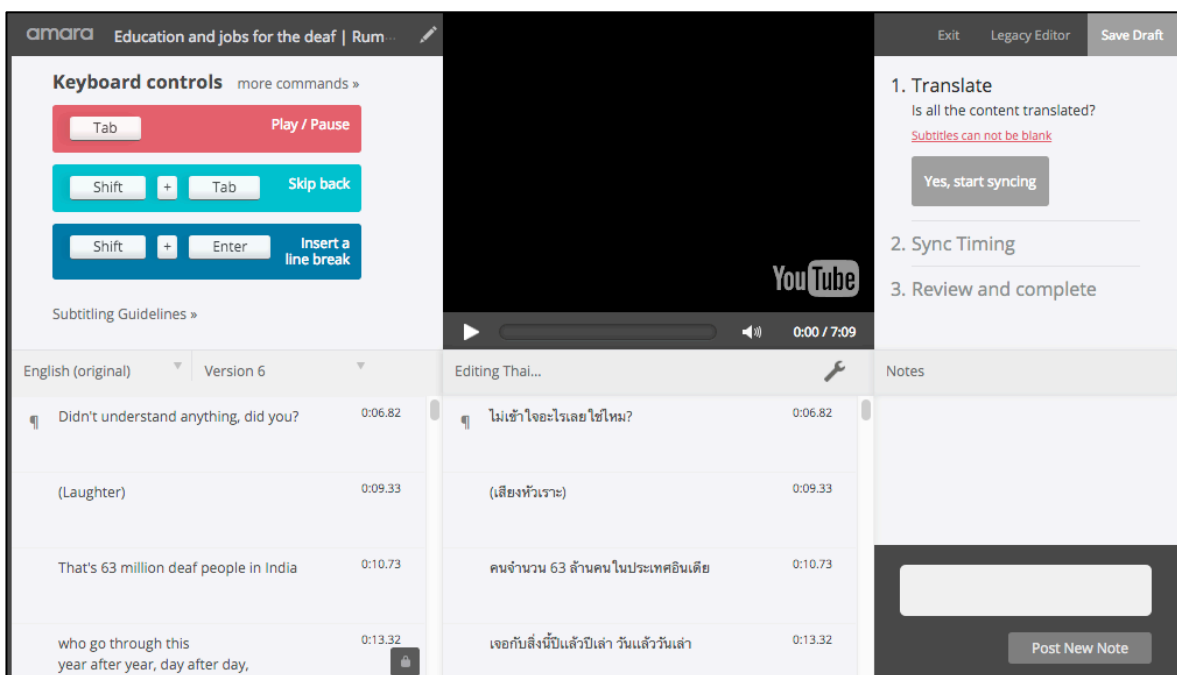 amara Education and jobs for the deaf | Rum...
Exit Legacy Editor Save Draft
Keyboard controls more commands »
Tab Play / Pause
Shift + Tab Skip back
Shift + Enter Insert a
line break
Subtitling Guidelines »
YouTube
0:00 / 7:09
1. Translate
Is all the content translated?
Subtitles can not be blank
Yes, start syncing
2. Sync Timing
3. Review and complete
English (original) Version 6
Editing Thai...
Notes
¶ Didn't understand anything, did you? 0:06.82
¶ ไม่เข้าใจอะไรเลยใช่ไหม? 0:06.82
(Laughter) 0:09.33
(เสียงหัวเราะ) 0:09.33
That's 63 million deaf people in India 0:10.73
คนจำนวน 63 ล้านคนในประเทศอินเดีย 0:10.73
who go through this 0:13.32
year after year, day after day,
เจอกับสิ่งนี้ปีแล้วปีเล่า วันแล้ววันเล่า 0:13.32
Post New Note